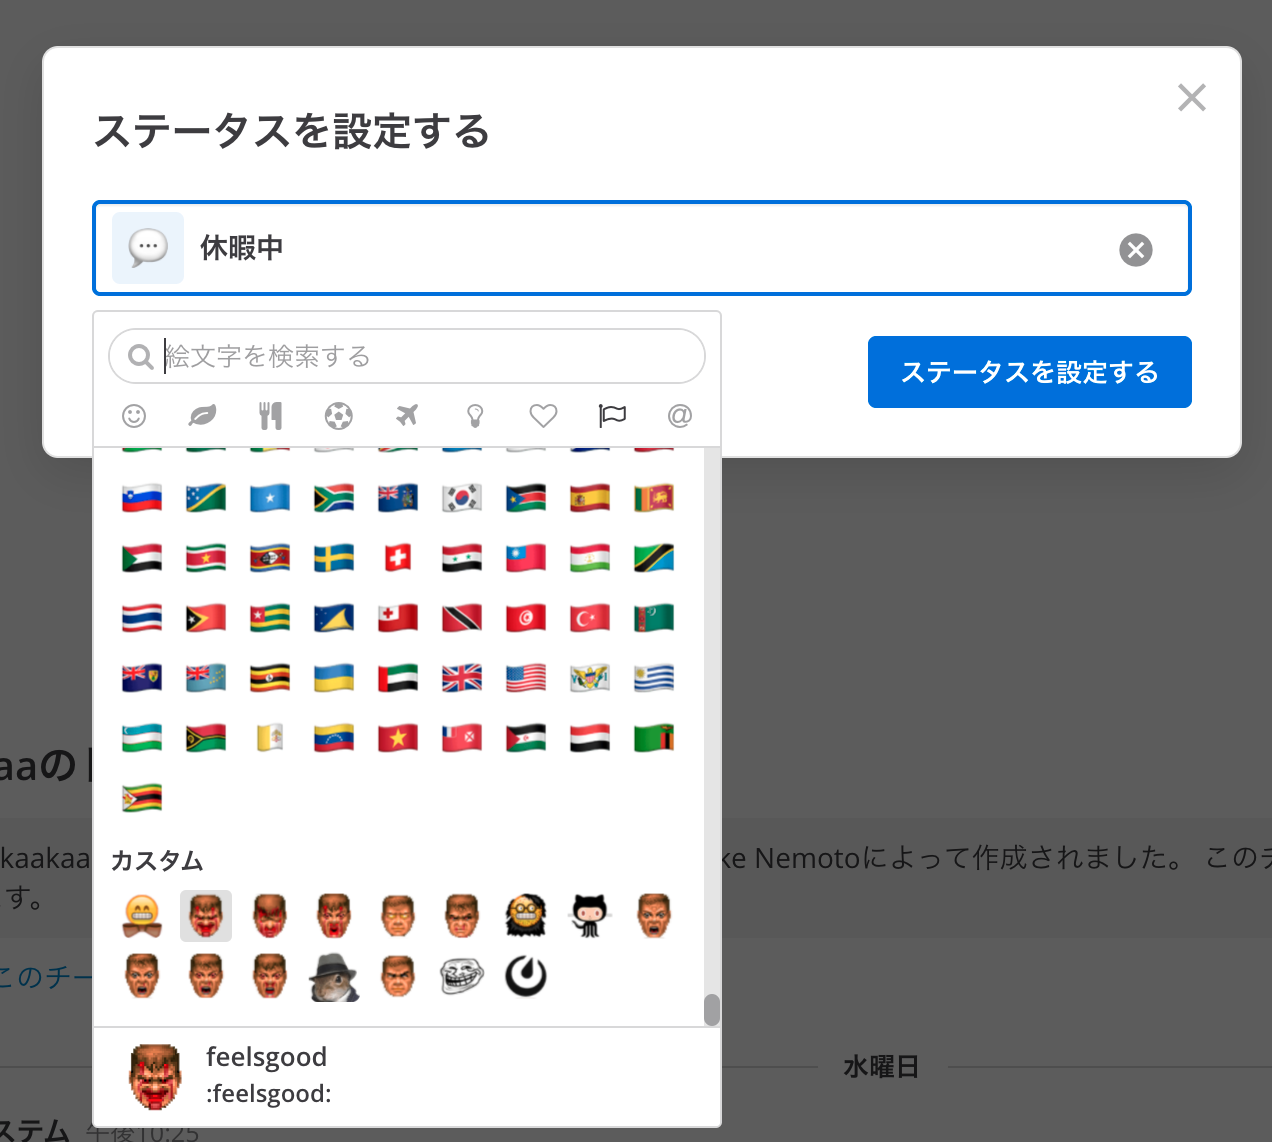 ステータスを設定する
休暇中
絵文字を検索する
ステータスを設定する
カスタム
feelsgood
:feelsgood:
aaの
kaakaa
ke Nemotoによって作成されました。 このチ
す。
このチー
水曜日
ステム 午後10:25